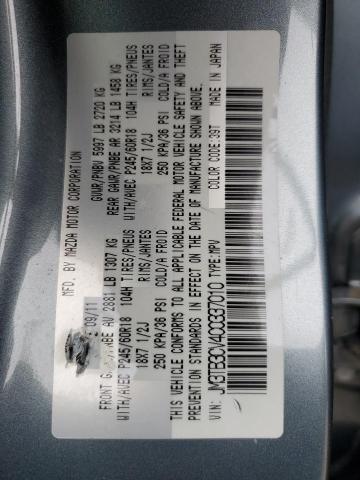 MFD BY MAZDA MOTOR CORPORATION
09/11 GVWR/PNBV 5997 LB 2720 KG
FRONT G NBE AV 2881 LB 1307 KG REAR GAWR/PNBE AR 3214 LB 1458 KG
WITH/AVEC P245/60R18 104H TIRES/PNEUS WITH/AVEC P245/60R18 104H TIRES/PNEUS
18X7 1/2J RIMS/JANTES 18X7 1/2J RIMS/JANTES
250 KPA/36 PSI COLD/A FROID 250 KPA/36 PSI COLD/A FROID
THIS VEHICLE CONFORMS TO ALL APPLICABLE FEDERAL MOTOR VEHICLE SAFETY AND THEFT
PREVENTION STANDARDS IN EFFECT ON THE DATE OF MANUFACTURE SHOWN ABOVE.
VIN: JM3TB3CV4C0337010 TYPE:MPV COLOR CODE:39T MADE IN JAPAN